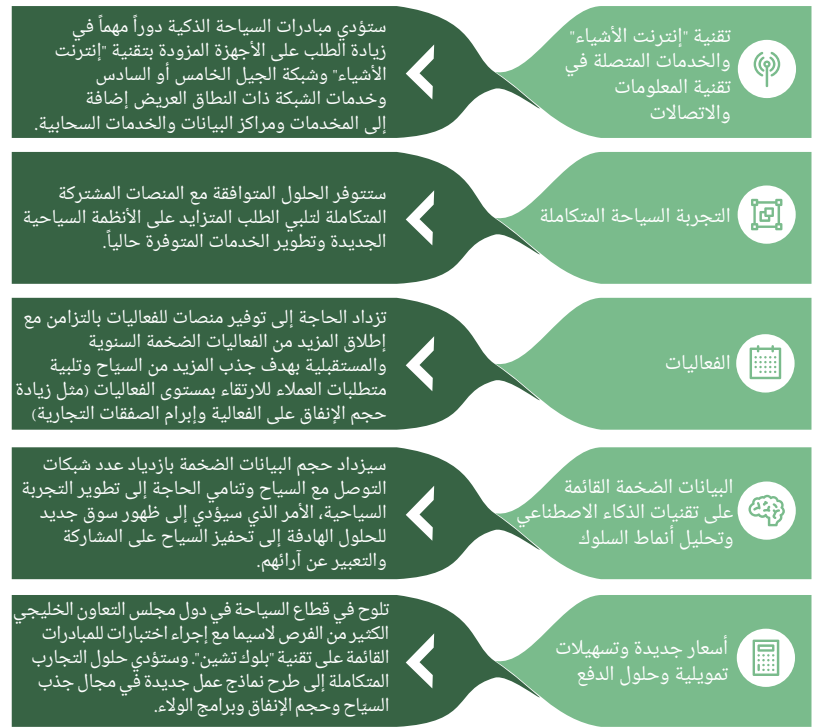 تقنية "إنترنت الأشياء"
والخدمات المتصلة في
تقنية المعلومات
والاتصالات
ستؤدي مبادرات السياحة الذكية دوراً مهماً في
زيادة الطلب على الأجهزة المزودة بتقنية "إنترنت
الأشياء" وشبكة الجيل الخامس أو السادس
وخدمات الشبكة ذات النطاق العريض إضافة
إلى المخدمات ومراكز البيانات والخدمات السحابية.
التجربة السياحة المتكاملة
ستتوفر الحلول المتوافقة مع المنصات المشتركة
المتكاملة لتلبي الطلب المتزايد على الأنظمة السياحية
الجديدة وتطوير الخدمات المتوفرة حالياً.
الفعاليات
تزداد الحاجة إلى توفير منصات للفعاليات بالتزامن مع
إطلاق المزيد من الفعاليات الضخمة السنوية
والمستقبلية بهدف جذب المزيد من السيّاح وتلبية
متطلبات العملاء للارتقاء بمستوى الفعاليات (مثل زيادة
حجم الإنفاق على الفعالية وإبرام الصفقات التجارية)
البيانات الضخمة القائمة
على تقنيات الذكاء الاصطناعي
وتحليل أنماط السلوك
سيزداد حجم البيانات الضخمة بازدياد عدد شبكات
التوصل مع السياح وتنامي الحاجة إلى تطوير التجربة
السياحية، الأمر الذي سيؤدي إلى ظهور سوق جديد
للحلول الهادفة إلى تحفيز السياح على المشاركة
والتعبير عن آرائهم.
أسعار جديدة وتسهيلات
تمويلية وحلول الدفع
تلوح في قطاع السياحة في دول مجلس التعاون الخليجي
الكثير من الفرص لاسيما مع إجراء اختبارات للمبادرات
القائمة على تقنية "بلوك تشين". وستؤدي حلول التجارب
المتكاملة إلى طرح نماذج عمل جديدة في مجال جذب
السيّاح وحجم الإنفاق وبرامج الولاء.